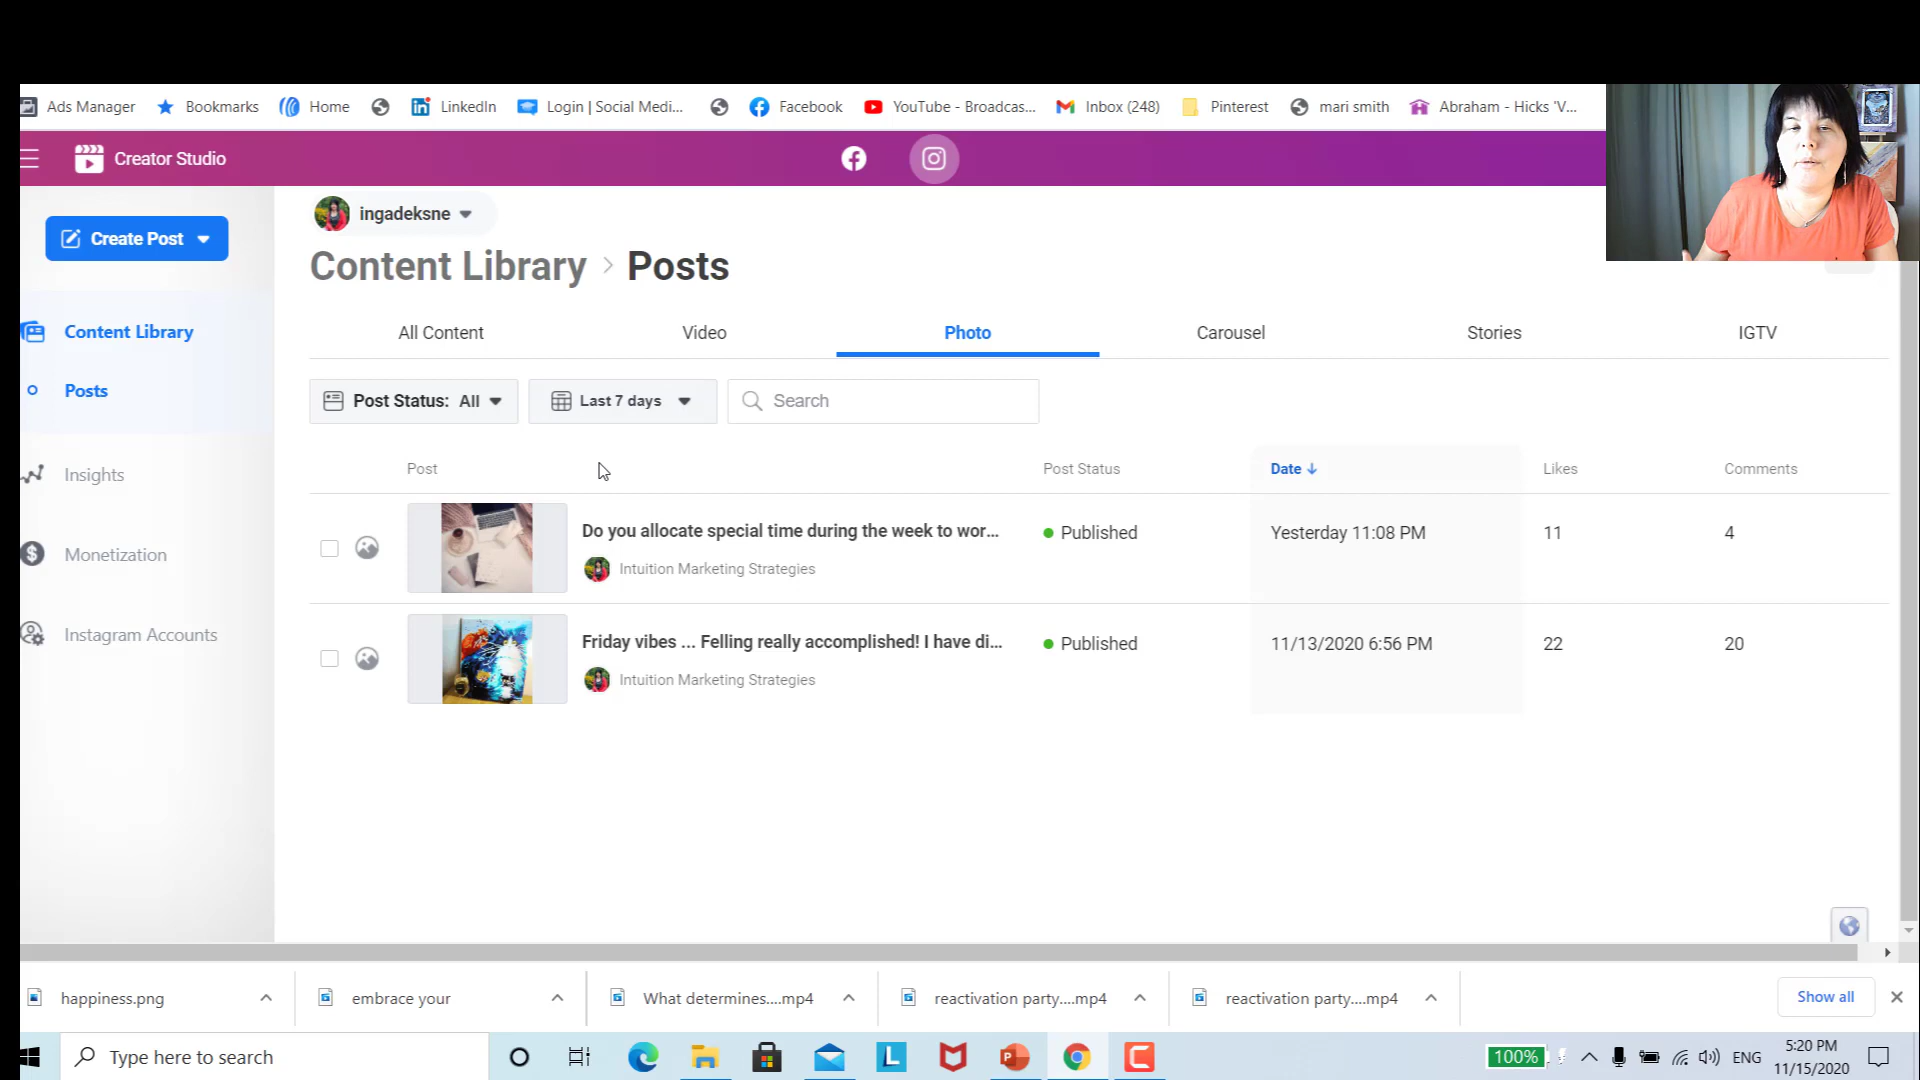 Ads Manager Bookmarks Home LinkedIn Login | Social Medi... Facebook YouTube - Broadcas... Inbox (248) Pinterest mari smith Abraham - Hicks 'V...
Creator Studio
Create Post
Content Library
Posts
Insights
Monetization
Instagram Accounts
ingadeksne
Content Library > Posts
All Content Video Photo Carousel Stories IGTV
Post Status: All Last 7 days Search
Post Post Status Date ↓ Likes Comments
Do you allocate special time during the week to wor... Published Yesterday 11:08 PM 11 4
Intuition Marketing Strategies
Friday vibes ... Felling really accomplished! I have di... Published 11/13/2020 6:56 PM 22 20
Intuition Marketing Strategies
happiness.png embrace your What determines....mp4 reactivation party....mp4 reactivation party....mp4 Show all
Type here to search 100% ENG 5:20 PM
11/15/2020